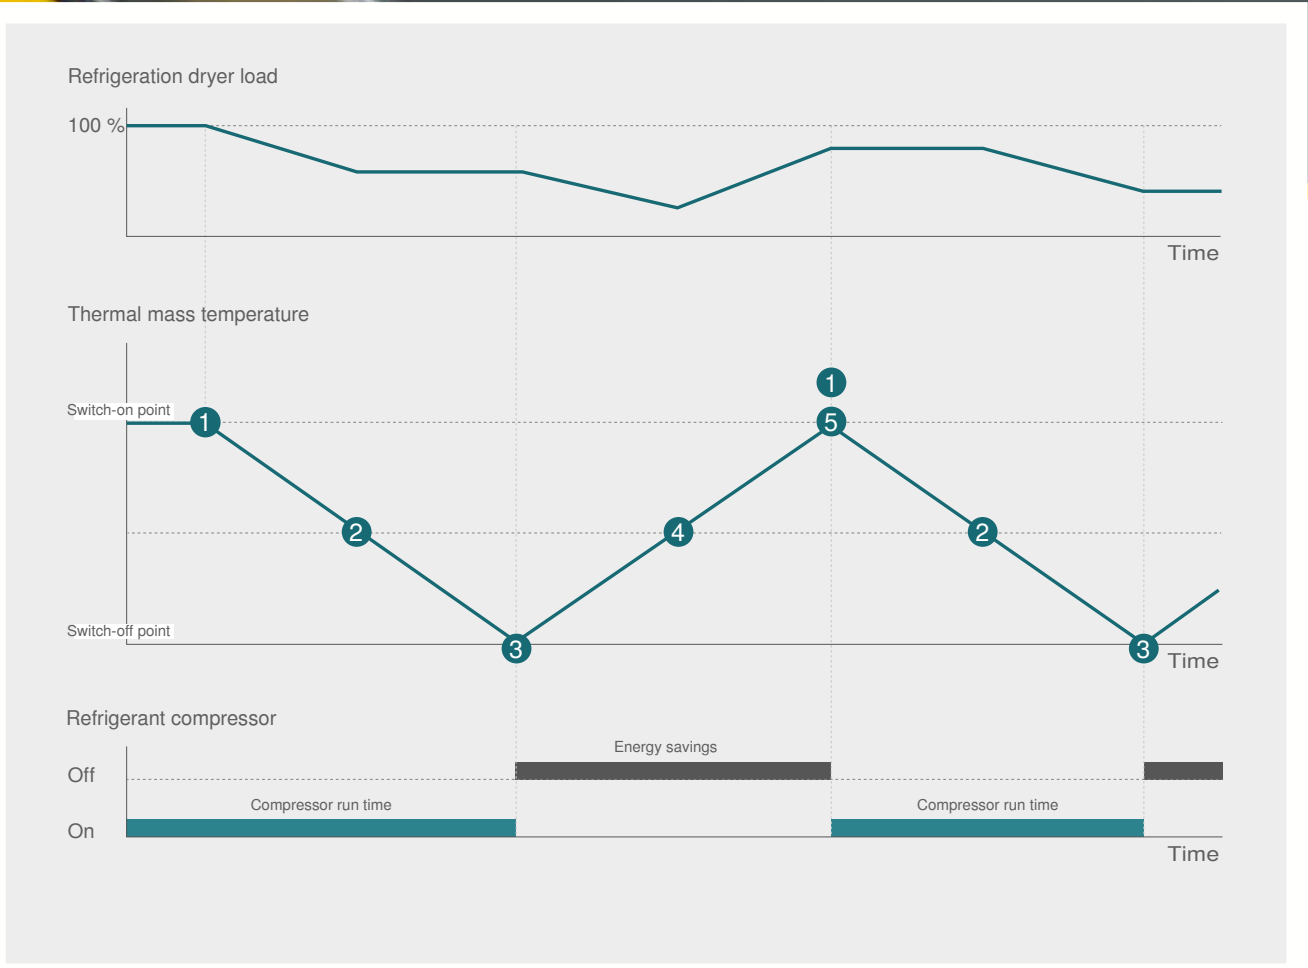 Refrigeration dryer load
100 %
Time
Thermal mass temperature
1
Switch-on point
1
5
2
4
2
Switch-off point
3
3
Time
Refrigerant compressor
Energy savings
Off
Compressor run time
Compressor run time
On
Time